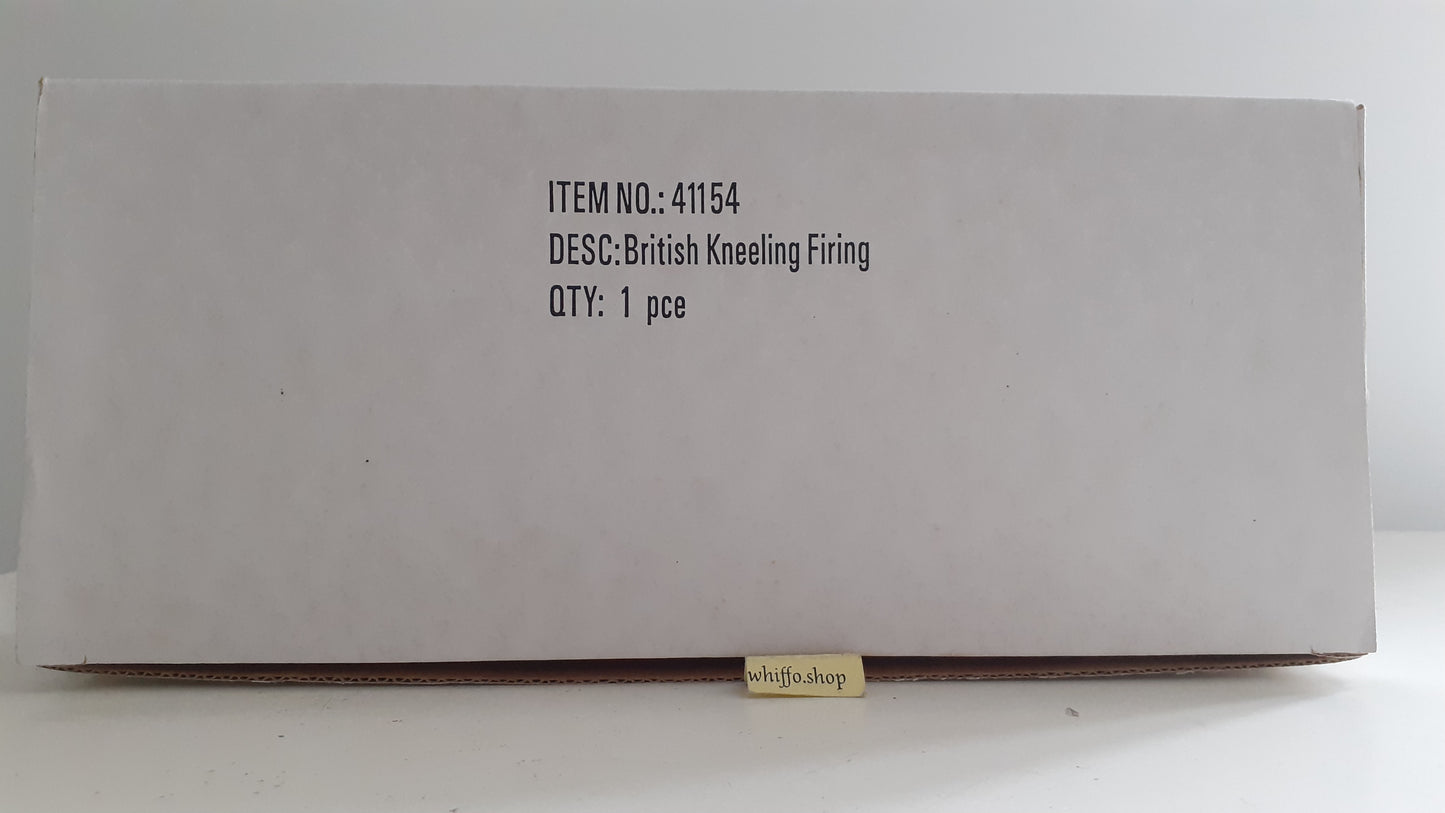 ITEM NO.: 41154
DESC:British Kneeling Firing
QTY: 1 pce
whiffo.shop